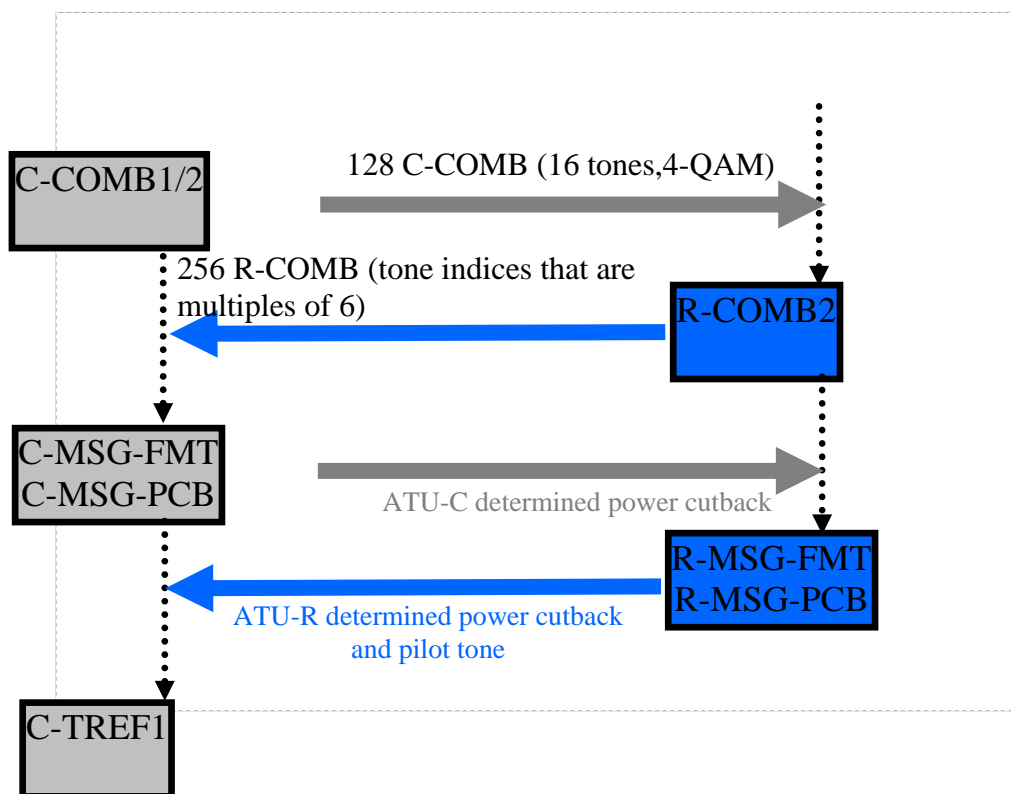 C-COMB1/2
128 C-COMB (16 tones,4-QAM)
256 R-COMB (tone indices that are
multiples of 6)
R-COMB2
C-MSG-FMT
C-MSG-PCB
ATU-C determined power cutback
R-MSG-FMT
R-MSG-PCB
ATU-R determined power cutback
and pilot tone
C-TREF1